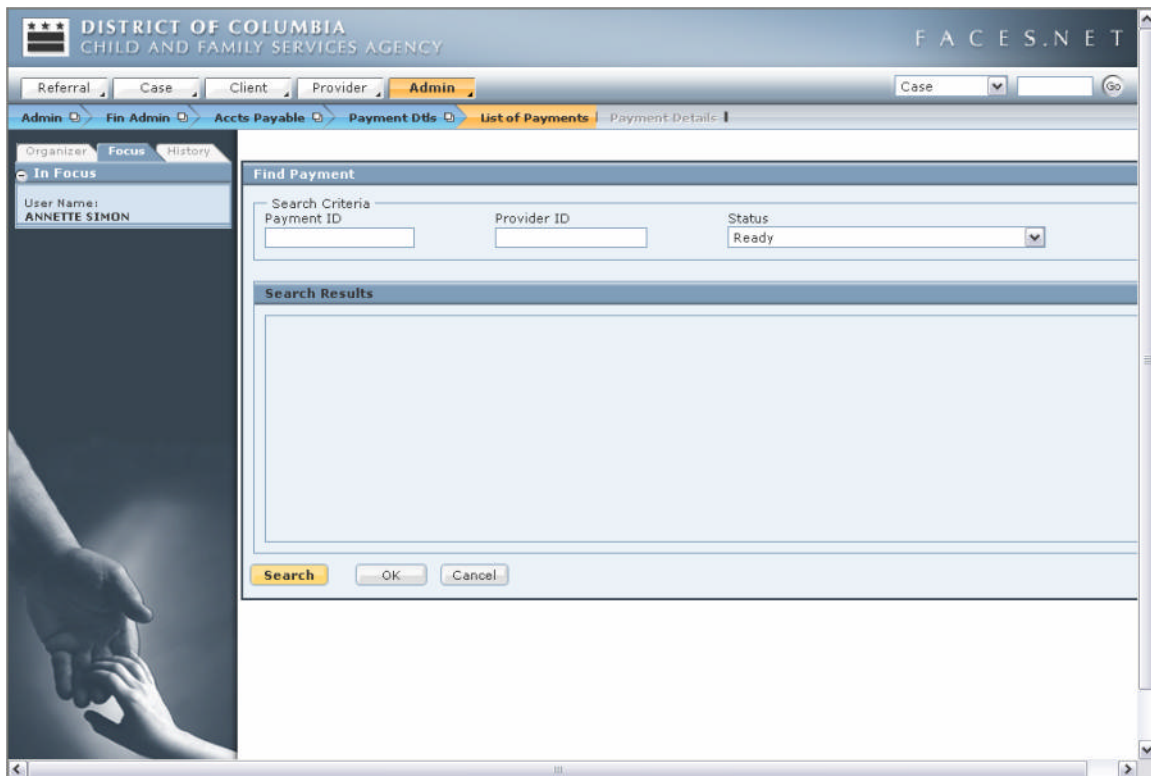 DISTRICT OF COLUMBIA
CHILD AND FAMILY SERVICES AGENCY
FACES.NET
Referral Case Client Provider Admin Case Go
Admin Fin Admin Accts Payable Payment Dtls List of Payments Payment Details
Organizer Focus History
In Focus
User Name:
ANNETTE SIMON
Find Payment
Search Criteria
Payment ID Provider ID Status
Ready
Search Results
Search OK Cancel